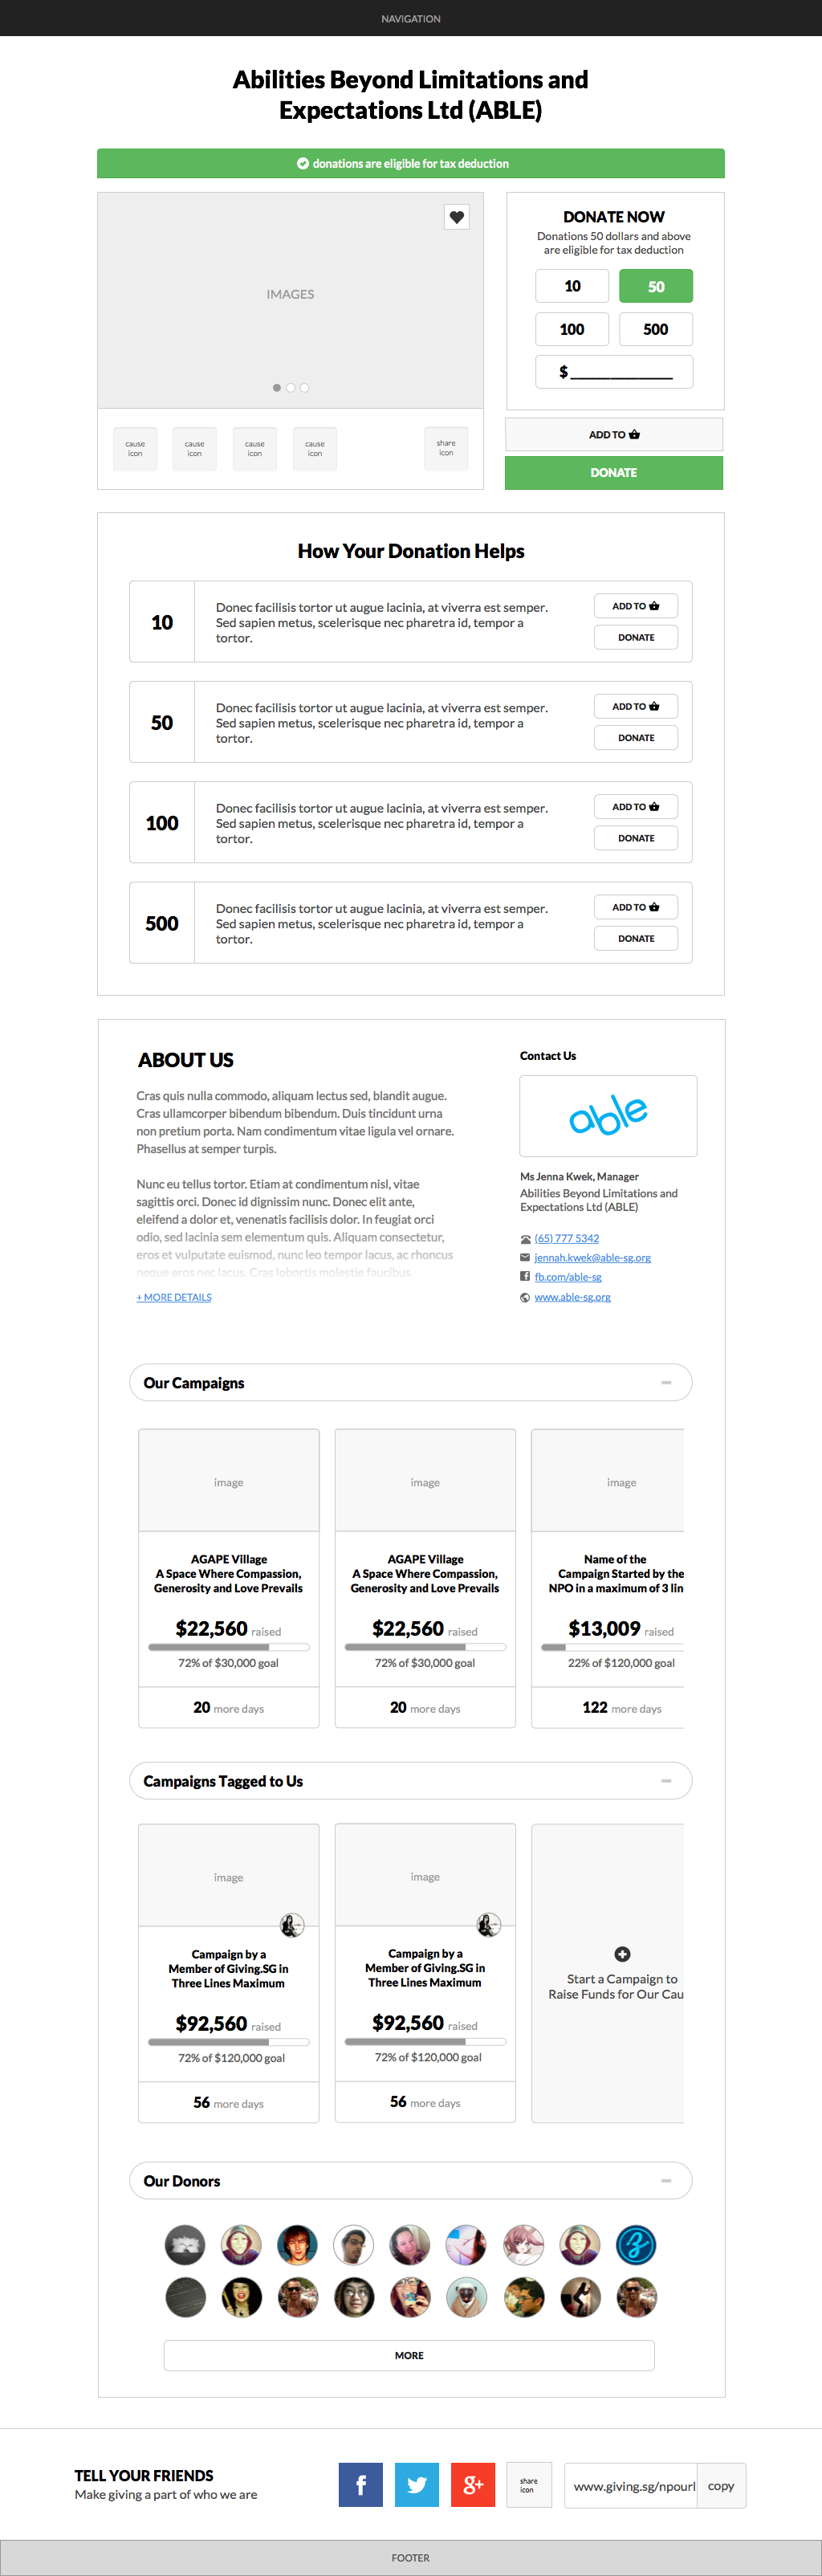 NAVIGATION
Abilities Beyond Limitations and
Expectations Ltd (ABLE)
donations are eligible for tax deduction
IMAGES
cause
icon
cause
icon
cause
icon
cause
icon
share
icon
DONATE NOW
Donations 50 dollars and above
are eligible for tax deduction
10
50
100
500
$ _______________
ADD TO
DONATE
How Your Donation Helps
10
Donec facilisis tortor ut augue lacinia, at viverra est semper.
Sed sapien metus, scelerisque nec pharetra id, tempor a
tortor.
ADD TO
DONATE
50
Donec facilisis tortor ut augue lacinia, at viverra est semper.
Sed sapien metus, scelerisque nec pharetra id, tempor a
tortor.
ADD TO
DONATE
100
Donec facilisis tortor ut augue lacinia, at viverra est semper.
Sed sapien metus, scelerisque nec pharetra id, tempor a
tortor.
ADD TO
DONATE
500
Donec facilisis tortor ut augue lacinia, at viverra est semper.
Sed sapien metus, scelerisque nec pharetra id, tempor a
tortor.
ADD TO
DONATE
ABOUT US
Cras quis nulla commodo, aliquam lectus sed, blandit augue.
Cras ullamcorper bibendum bibendum. Duis tincidunt urna
non pretium porta. Nam condimentum vitae ligula vel ornare.
Phasellus at semper turpis.
Nunc eu tellus tortor. Etiam at condimentum nisl, vitae
sagittis orci. Donec id dignissim nunc. Donec elit ante,
eleifend a dolor et, venenatis facilisis dolor. In feugiat orci
odio, sed lacinia sem elementum quis. Aliquam consectetur,
eros et vulputate euismod, nunc leo tempor lacus, ac rhoncus
neque eros nec lacus. Cras lobortis molestie faucibus.
+ MORE DETAILS
Contact Us
able
Ms Jenna Kwek, Manager
Abilities Beyond Limitations and
Expectations Ltd (ABLE)
(65) 777 5342
jennah.kwek@able-sg.org
fb.com/able-sg
www.able-sg.org
Our Campaigns
image
AGAPE Village
A Space Where Compassion,
Generosity and Love Prevails
$22,560 raised
72% of $30,000 goal
20 more days
image
AGAPE Village
A Space Where Compassion,
Generosity and Love Prevails
$22,560 raised
72% of $30,000 goal
20 more days
image
Name of the
Campaign Started by the
NPO in a maximum of 3 lin
$13,009 raised
22% of $120,000 goal
122 more days
Campaigns Tagged to Us
image
Campaign by a
Member of Giving.SG in
Three Lines Maximum
$92,560 raised
72% of $120,000 goal
56 more days
image
Campaign by a
Member of Giving.SG in
Three Lines Maximum
$92,560 raised
72% of $120,000 goal
56 more days
Start a Campaign to
Raise Funds for Our Cau
Our Donors
MORE
TELL YOUR FRIENDS
Make giving a part of who we are
f
g+
share
icon
www.giving.sg/npourl
copy
FOOTER